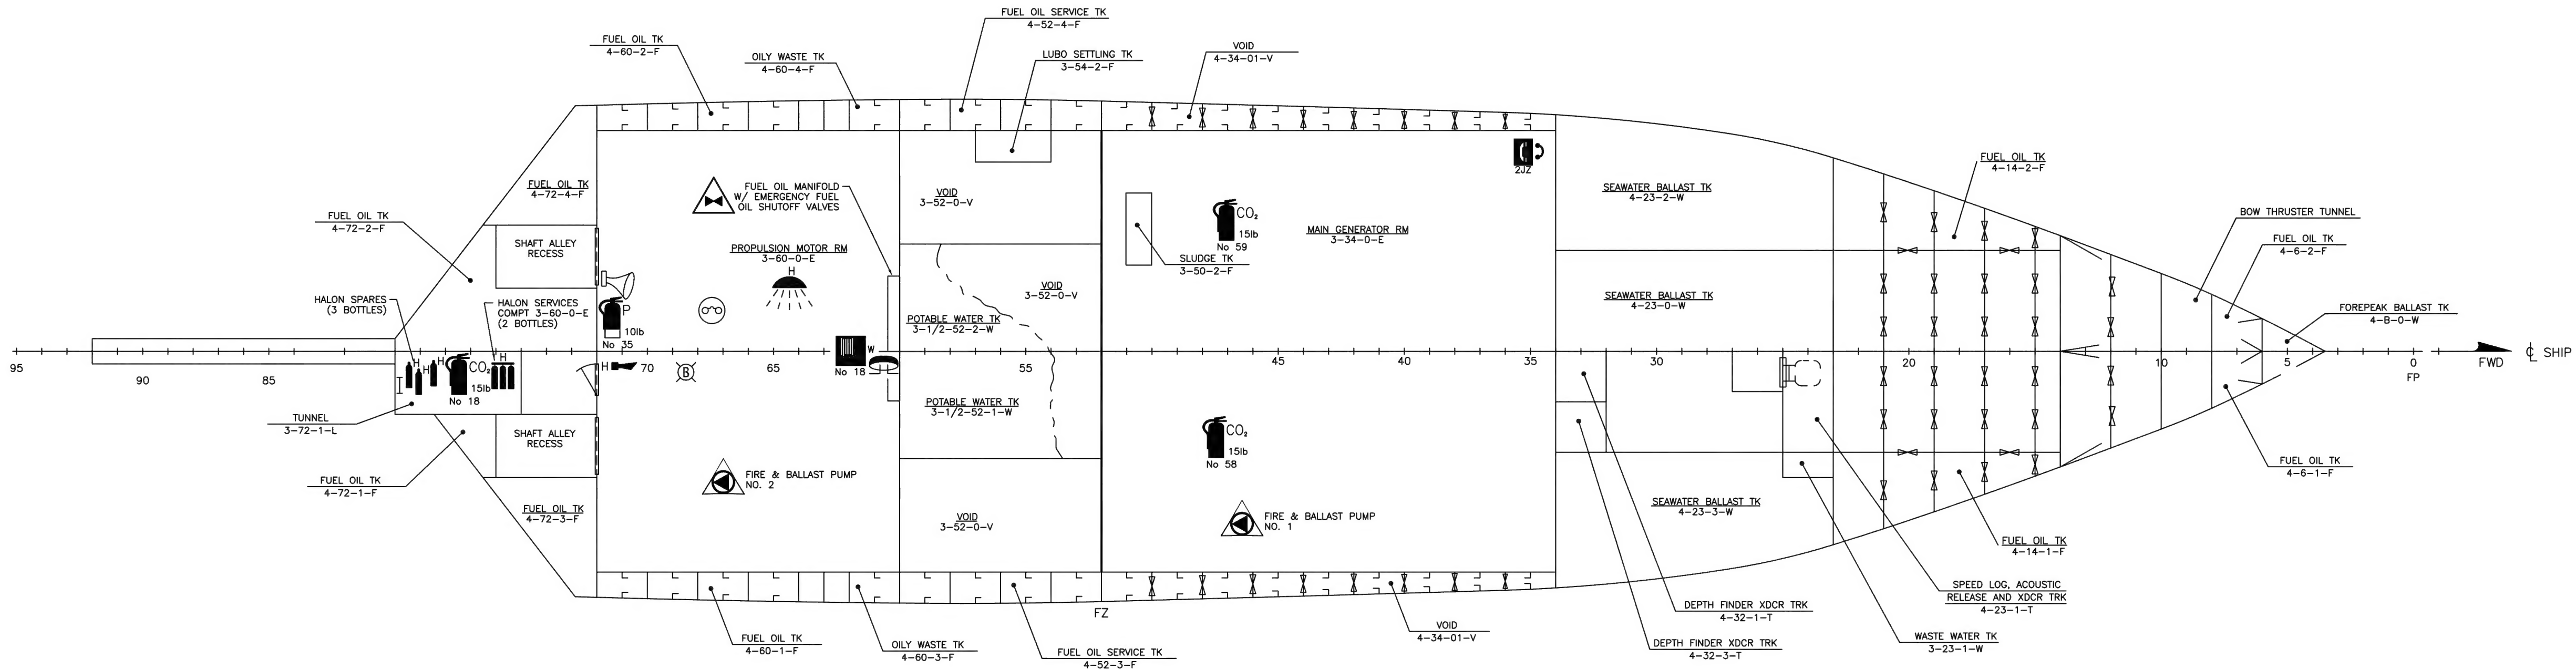 FUEL OIL SERVICE TK
4-52-4-F
FUEL OIL TK
4-60-2-F
OILY WASTE TK
4-60-4-F
LUBO SETTLING TK
3-54-2-F
VOID
4-34-01-V
2JZ
FUEL OIL TK
4-14-2-F
FUEL OIL TK
4-72-4-F
FUEL OIL MANIFOLD
W/ EMERGENCY FUEL
OIL SHUTOFF VALVES
VOID
3-52-0-V
SEAWATER BALLAST TK
4-23-2-W
FUEL OIL TK
4-72-2-F
SHAFT ALLEY
RECESS
PROPULSION MOTOR RM
3-60-0-E
H
CO₂
15lb
No 59
MAIN GENERATOR RM
3-34-0-E
SLUDGE TK
3-50-2-F
BOW THRUSTER TUNNEL
FUEL OIL TK
4-6-2-F
HALON SPARES
(3 BOTTLES)
HALON SERVICES
COMPT 3-60-0-E
(2 BOTTLES)
P
10lb
No 35
VOID
3-52-0-V
POTABLE WATER TK
3-1/2-52-2-W
SEAWATER BALLAST TK
4-23-0-W
FOREPEAK BALLAST TK
4-B-0-W
W
No 18
95
90
85
70
65
55
45
40
35
30
20
10
5
0
FP
FWD
℄ SHIP
H
H
H
H
CO₂
15lb
No 18
H
B
TUNNEL
3-72-1-L
POTABLE WATER TK
3-1/2-52-1-W
SHAFT ALLEY
RECESS
CO₂
15lb
No 58
FUEL OIL TK
4-72-1-F
FIRE & BALLAST PUMP
NO. 2
FUEL OIL TK
4-72-3-F
VOID
3-52-0-V
FIRE & BALLAST PUMP
NO. 1
SEAWATER BALLAST TK
4-23-3-W
FUEL OIL TK
4-6-1-F
FUEL OIL TK
4-14-1-F
SPEED LOG, ACOUSTIC
RELEASE AND XDCR TRK
4-23-1-T
FZ
DEPTH FINDER XDCR TRK
4-32-1-T
WASTE WATER TK
3-23-1-W
DEPTH FINDER XDCR TRK
4-32-3-T
VOID
4-34-01-V
FUEL OIL TK
4-60-1-F
OILY WASTE TK
4-60-3-F
FUEL OIL SERVICE TK
4-52-3-F